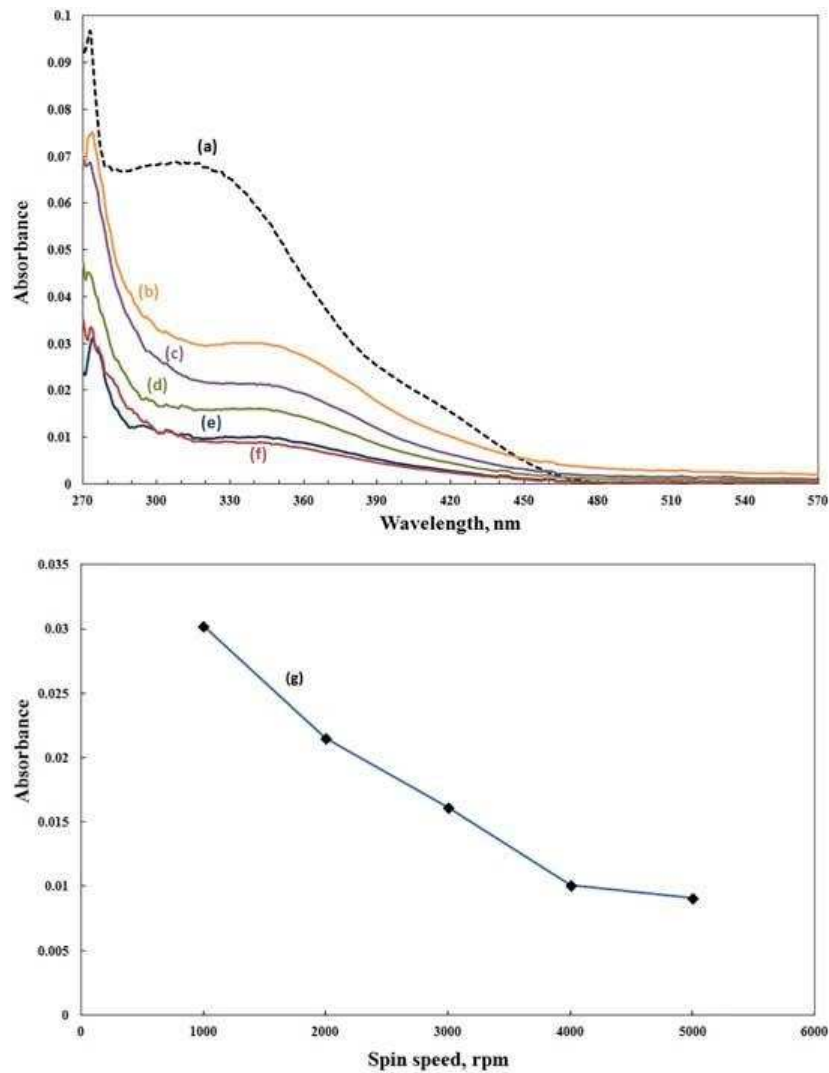 0.1
0.09
0.08
0.07
0.06
0.05
0.04
0.03
0.02
0.01
0
Absorbance
(a)
(b)
(c)
(d)
(e)
(f)
270 300 330 360 390 420 450 480 510 540 570
Wavelength, nm
0.035
0.03
0.025
0.02
0.015
0.01
0.005
0
Absorbance
(g)
0 1000 2000 3000 4000 5000 6000
Spin speed, rpm